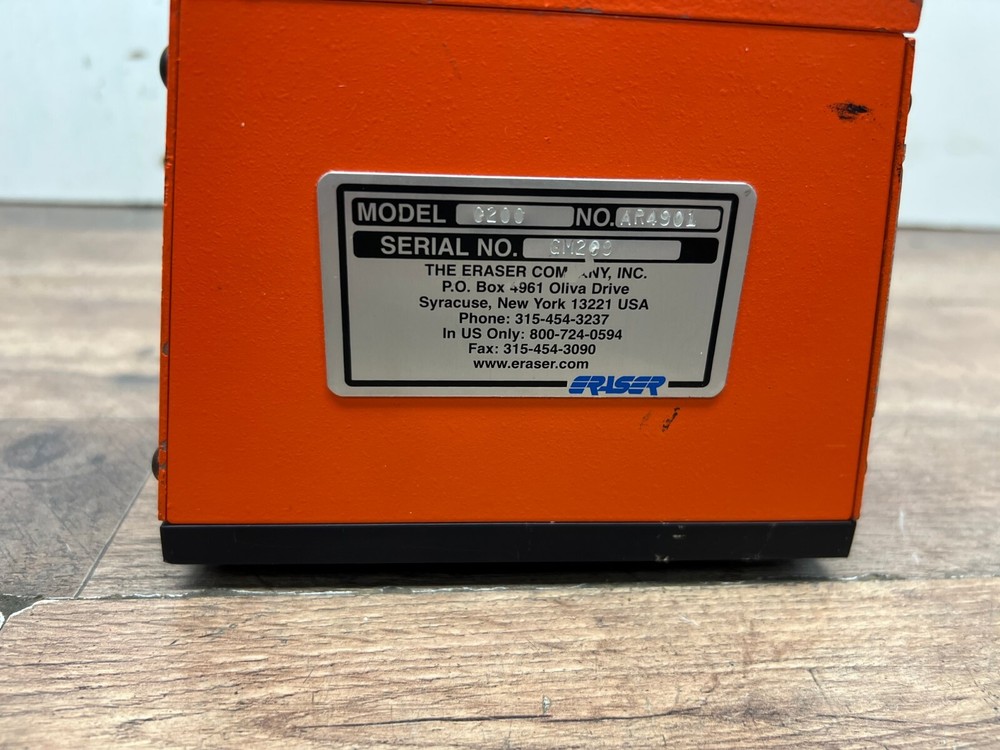 MODEL G200 NO. AR4901
SERIAL NO. GM208
THE ERASER COMPANY, INC.
P.O. Box 4961 Oliva Drive
Syracuse, New York 13221 USA
Phone: 315-454-3237
In US Only: 800-724-0594
Fax: 315-454-3090
www.eraser.com
ERASER